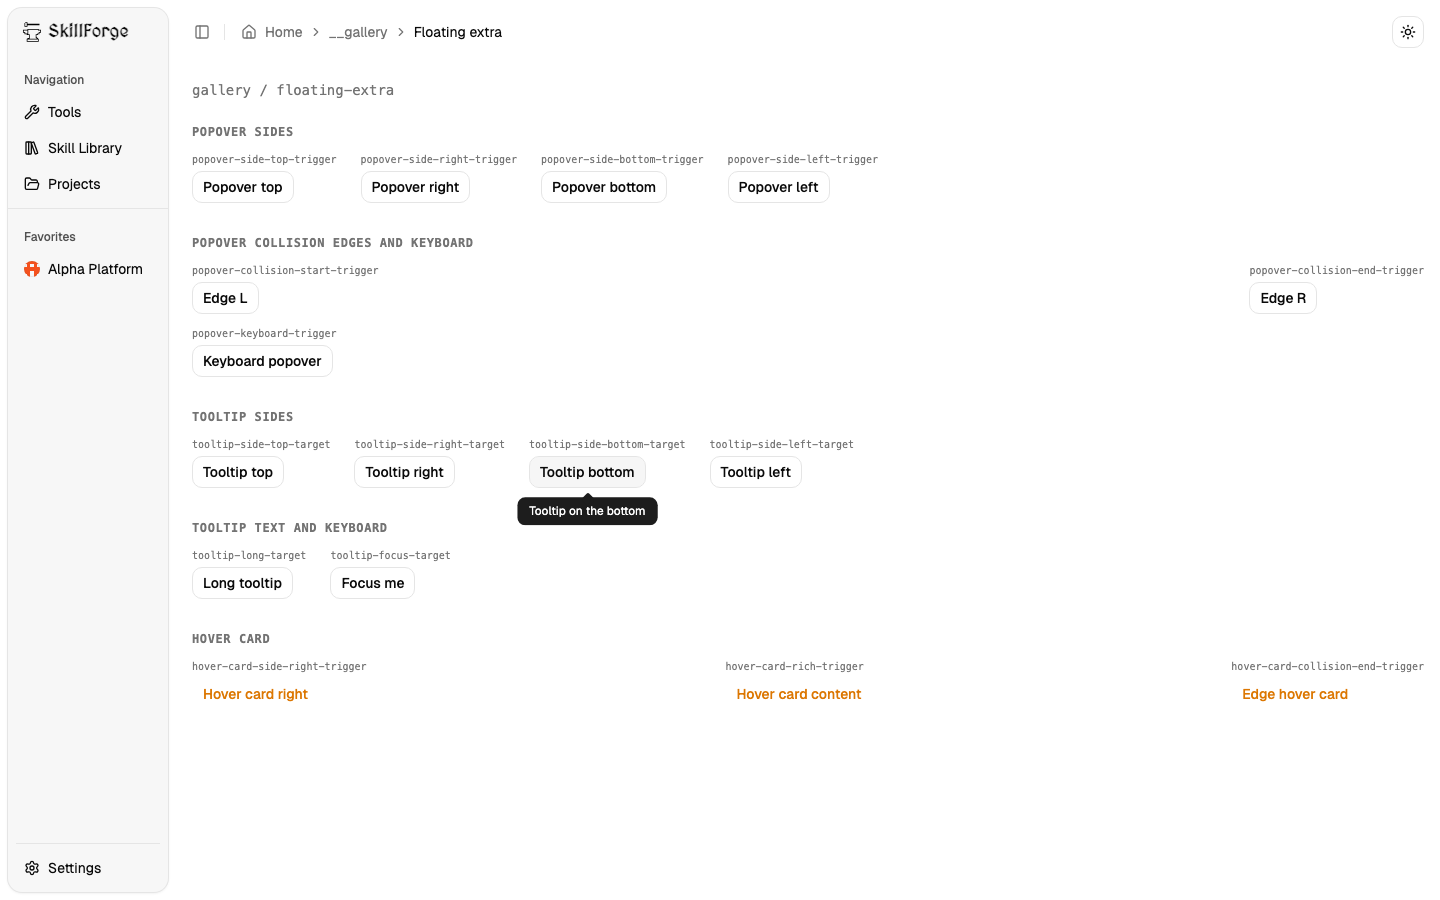 SkillForge
Navigation
Tools
Skill Library
Projects
Favorites
Alpha Platform
Settings
Home > __gallery > Floating extra
gallery / floating-extra
POPOVER SIDES
popover-side-top-trigger popover-side-right-trigger popover-side-bottom-trigger popover-side-left-trigger
Popover top Popover right Popover bottom Popover left
POPOVER COLLISION EDGES AND KEYBOARD
popover-collision-start-trigger popover-collision-end-trigger
Edge L Edge R
popover-keyboard-trigger
Keyboard popover
TOOLTIP SIDES
tooltip-side-top-target tooltip-side-right-target tooltip-side-bottom-target tooltip-side-left-target
Tooltip top Tooltip right Tooltip bottom Tooltip left
Tooltip on the bottom
TOOLTIP TEXT AND KEYBOARD
tooltip-long-target tooltip-focus-target
Long tooltip Focus me
HOVER CARD
hover-card-side-right-trigger hover-card-rich-trigger hover-card-collision-end-trigger
Hover card right Hover card content Edge hover card